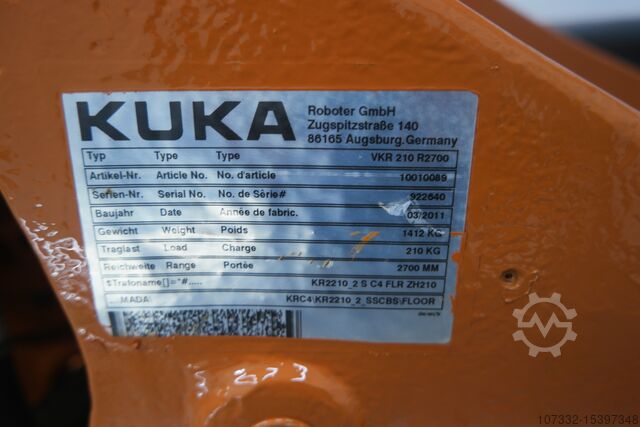 KUKA
Roboter GmbH
Zugspitzstraße 140
86165 Augsburg.Germany
Typ Type Type VKR 210 R2700
Artikel-Nr. Article No. No. d'article 10010089
Serien-Nr. Serial No. No. de Série# 922640
Baujahr Date Année de fabric. 03/2011
Gewicht Weight Poids 1412 KG
Traglast Load Charge 210 KG
Reichweite Range Portée 2700 MM
$Trafoname[]="#..... KR2210_2 S C4 FLR ZH210
MADA KRC4\KR2210_2_SSCBS\FLOOR
107332-15397348